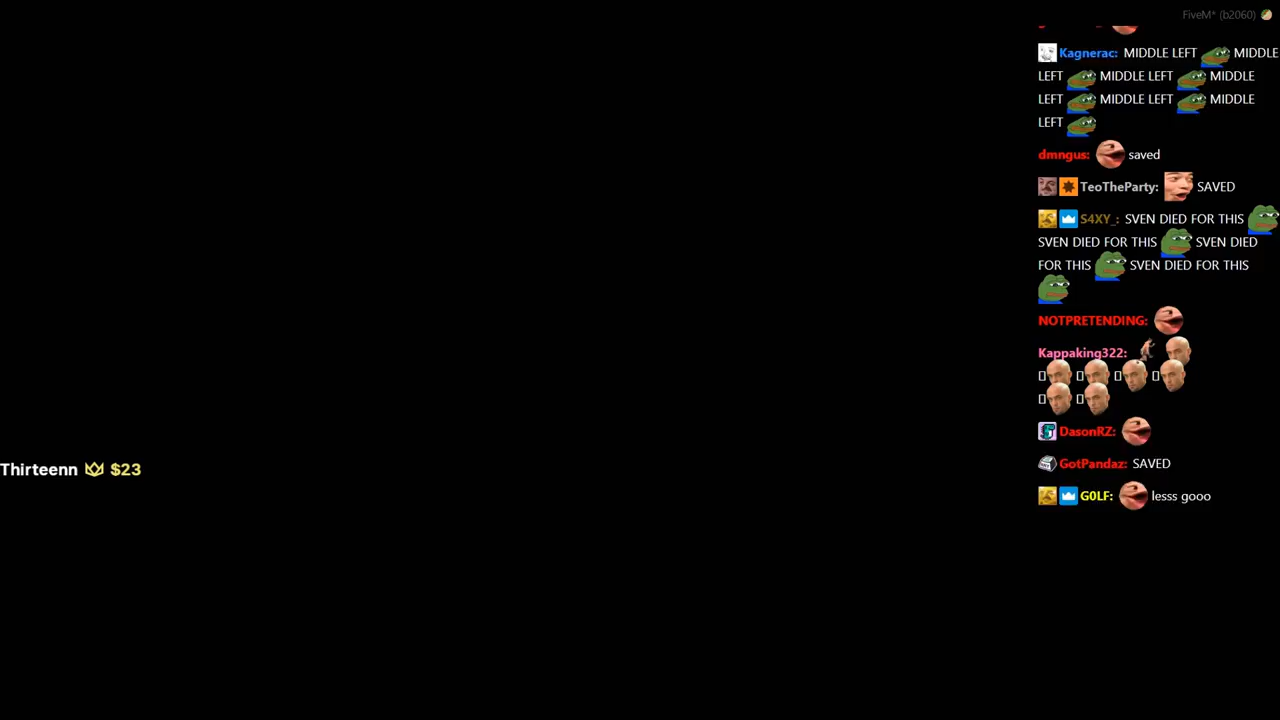 FiveM* (b2060)
Kagnerac: MIDDLE LEFT MIDDLE
LEFT MIDDLE LEFT MIDDLE
LEFT MIDDLE LEFT MIDDLE
LEFT
dmngus: saved
TeoTheParty: SAVED
S4XY_: SVEN DIED FOR THIS
SVEN DIED FOR THIS SVEN DIED
FOR THIS SVEN DIED FOR THIS
NOTPRETENDING:
Kappaking322:
DasonRZ:
GotPandaz: SAVED
Thirteenn $23
G0LF: lesss gooo